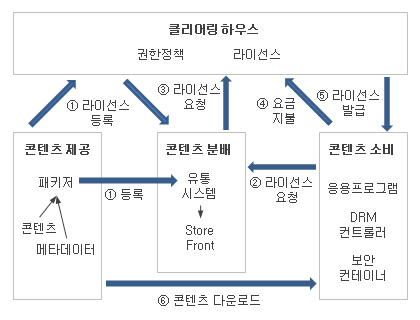 클리어링 하우스
권한정책
라이선스
① 라이선스
등록
③ 라이선스
요청
④ 요금
지불
⑤ 라이선스
발급
콘텐츠 제공
패키저
콘텐츠
메타데이터
① 등록
콘텐츠 분배
유통
시스템
Store
Front
② 라이선스
요청
콘텐츠 소비
응용프로그램
DRM
컨트롤러
보안
컨테이너
⑥ 콘텐츠 다운로드